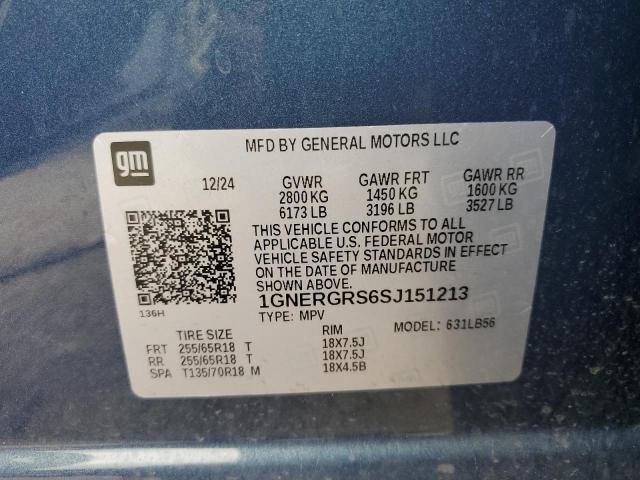 gm
MFD BY GENERAL MOTORS LLC
12/24 GVWR GAWR FRT GAWR RR
2800 KG 1450 KG 1600 KG
6173 LB 3196 LB 3527 LB
THIS VEHICLE CONFORMS TO ALL
APPLICABLE U.S. FEDERAL MOTOR
VEHICLE SAFETY STANDARDS IN EFFECT
ON THE DATE OF MANUFACTURE
SHOWN ABOVE.
136H
1GNERGRS6SJ151213
TYPE: MPV MODEL: 631LB56
TIRE SIZE RIM
FRT 255/65R18 T 18X7.5J
RR 255/65R18 T 18X7.5J
SPA T135/70R18 M 18X4.5B